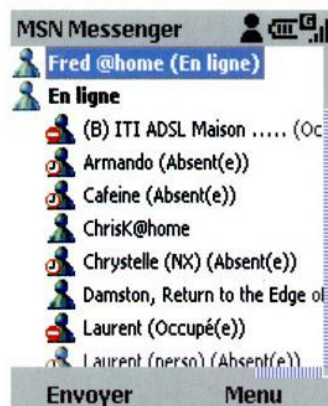 MSN Messenger G
Fred @home (En ligne)
En ligne
(B) ITI ADSL Maison ..... (Oc
Armando (Absent(e))
Cafeine (Absent(e))
ChrisK@home
Chrystelle (NX) (Absent(e))
Damston, Return to the Edge of
Laurent (Occupé(e))
Laurent (perso) (Absent(e))
Envoyer Menu